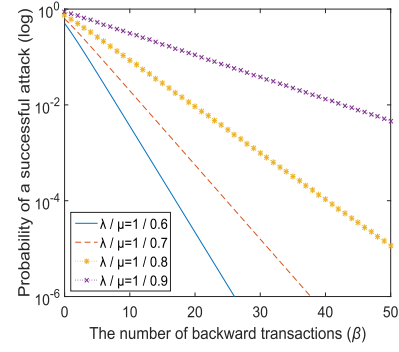 Probability of a successful attack (log)
10^0
10^-2
10^-4
10^-6
λ / μ=1 / 0.6
λ / μ=1 / 0.7
λ / μ=1 / 0.8
λ / μ=1 / 0.9
0 10 20 30 40 50
The number of backward transactions (β)